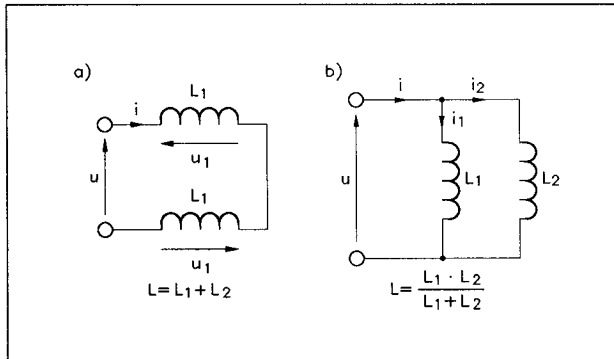 a)
L₁
i
u₁
u
L₁
u₁
L=L₁+L₂
b)
i
i₂
i₁
u
L₁
L₂
L= L₁ · L₂ / L₁+L₂